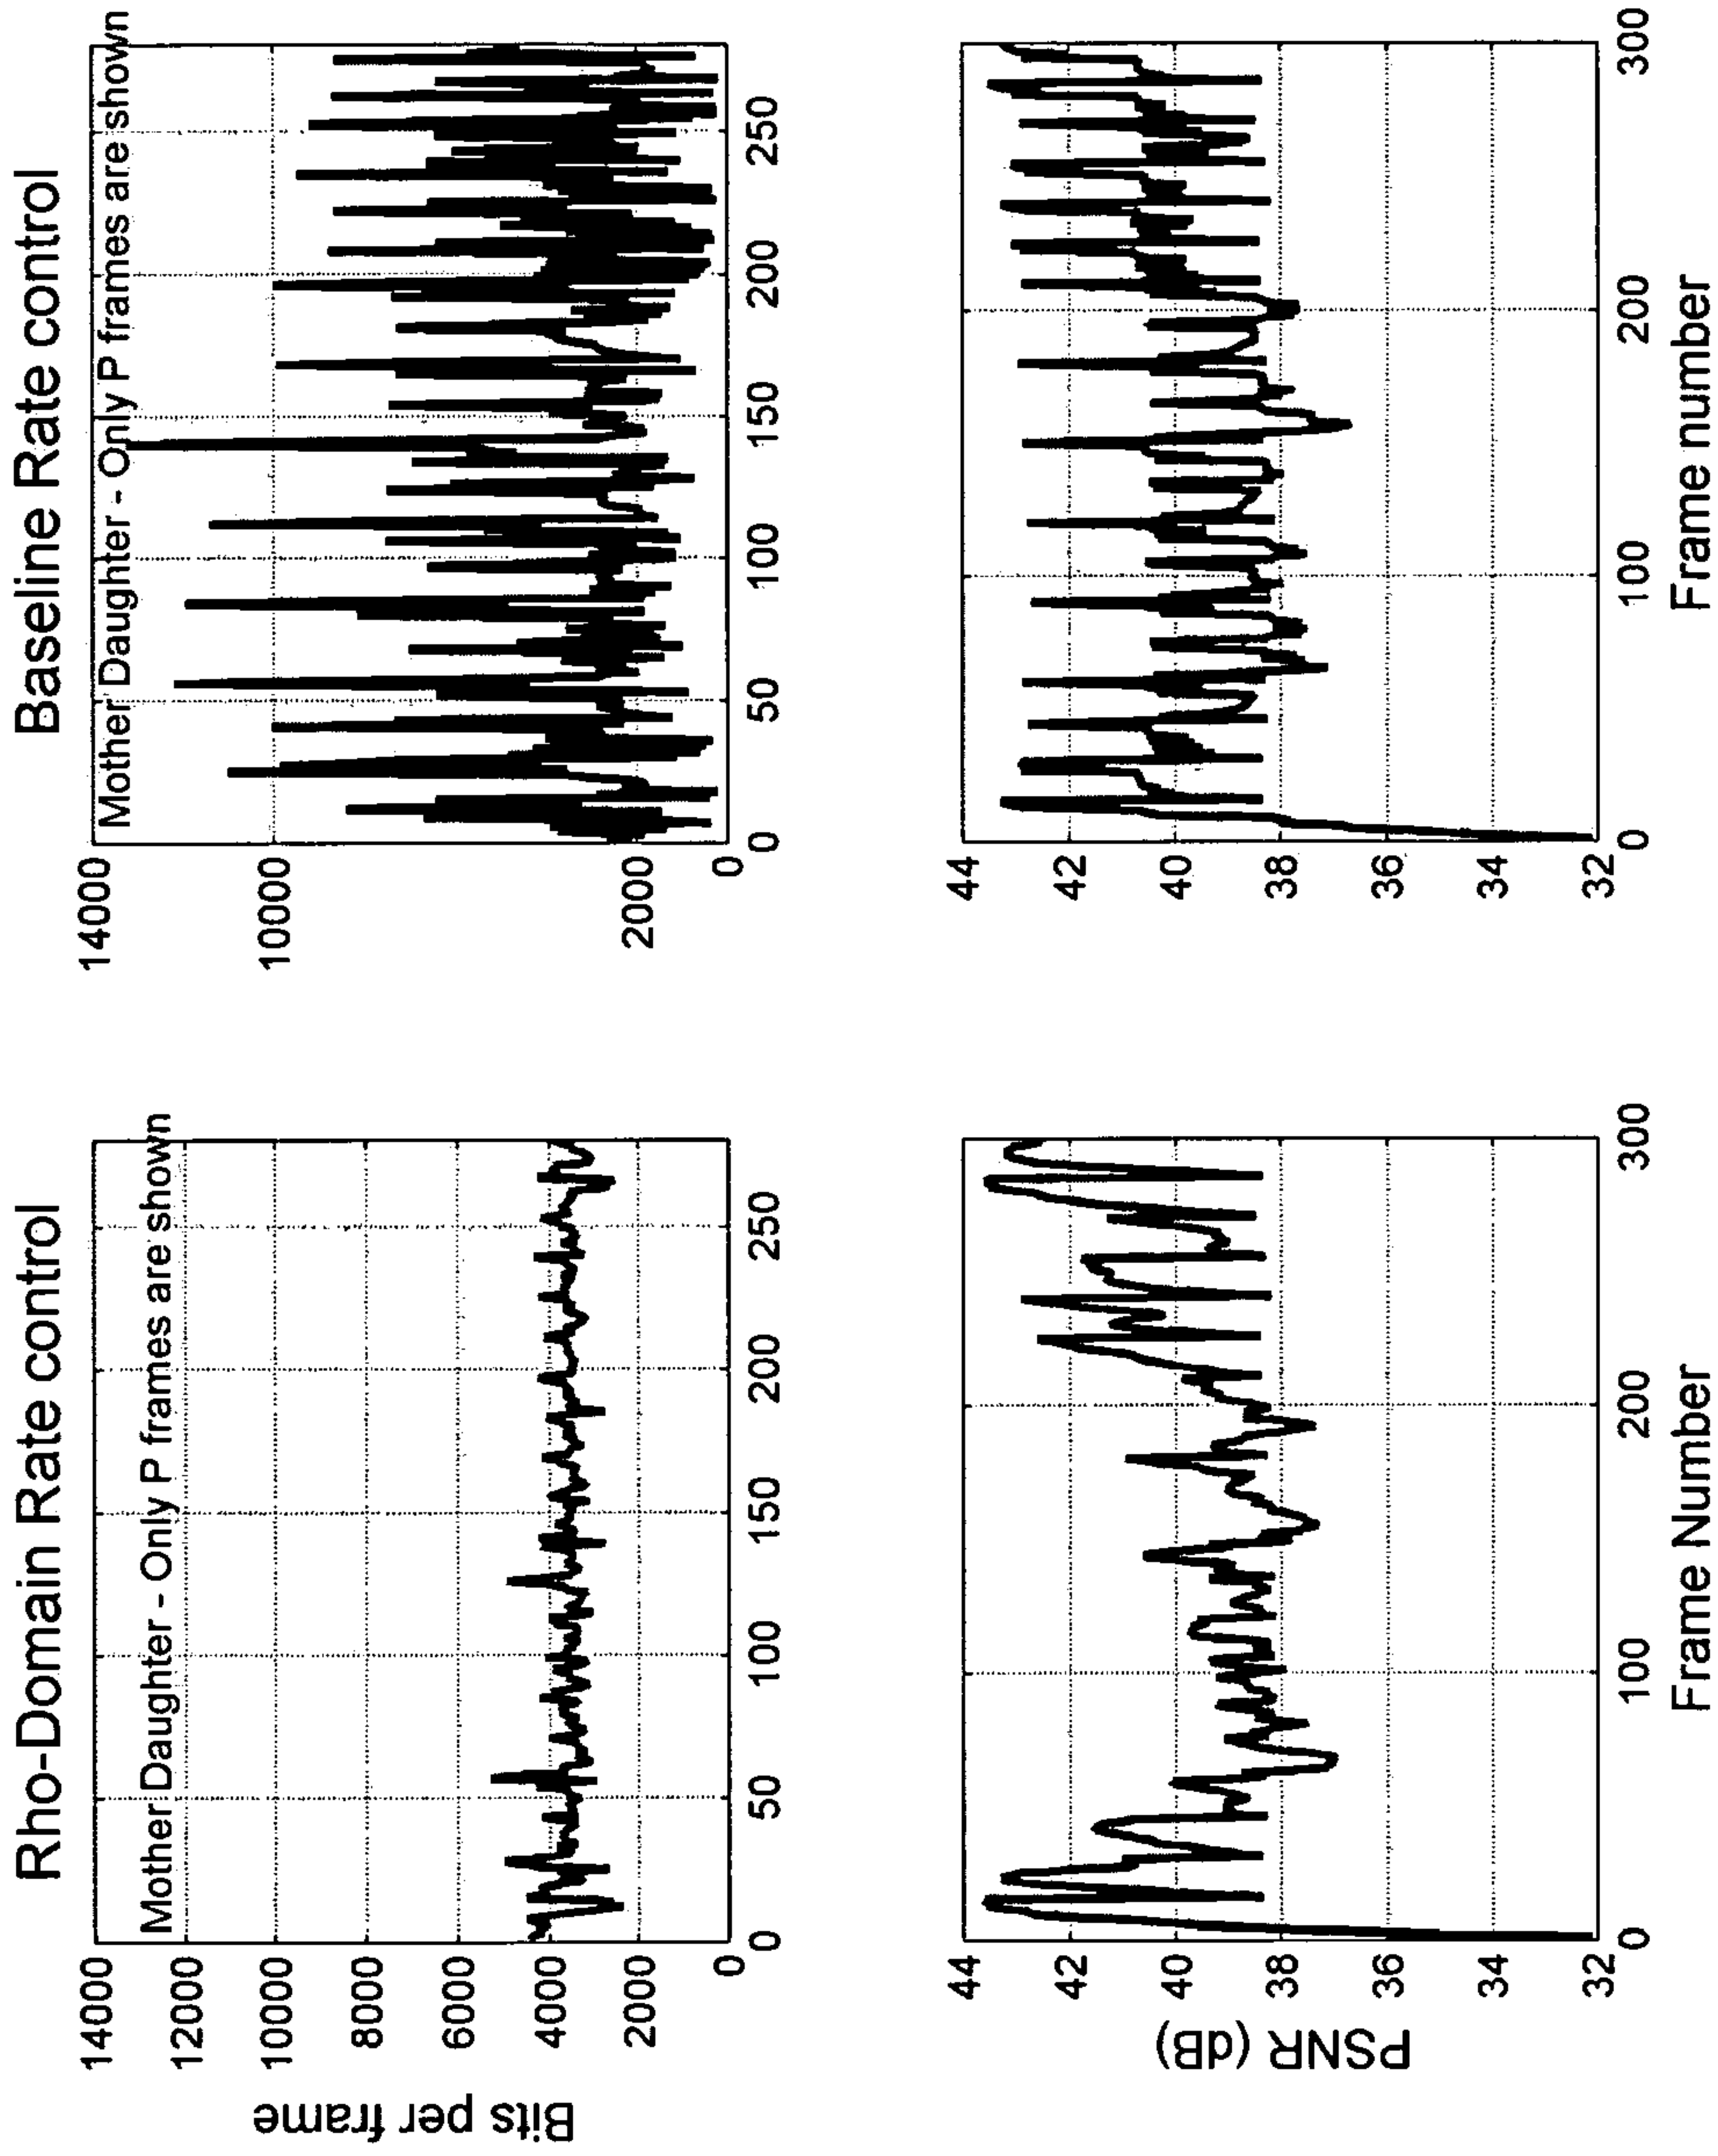 Rho-Domain Rate control
Mother Daughter - Only P frames are shown
Bits per frame
14000
12000
10000
8000
6000
4000
2000
0
0 50 100 150 200 250
Baseline Rate control
Mother Daughter - Only P frames are shown
14000
10000
2000
0
0 50 100 150 200 250
PSNR (dB)
44
42
40
38
36
34
32
0 100 200 300
Frame Number
44
42
40
38
36
34
32
0 100 200 300
Frame number